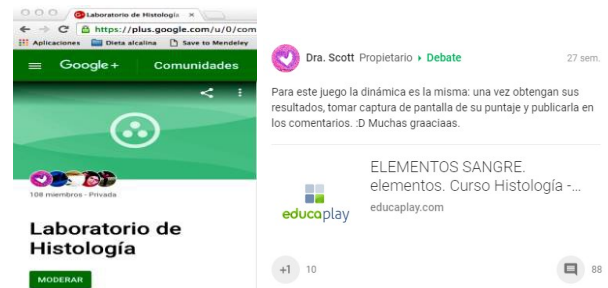 Laboratorio de Histología
https://plus.google.com/u/0/com
Aplicaciones Dieta alcalina Save to Mendeley
Google+ Comunidades
108 miembros - Privada
Laboratorio de
Histología
MODERAR
Dra. Scott Propietario Debate 27 sem.
Para este juego la dinámica es la misma: una vez obtengan sus
resultados, tomar captura de pantalla de su puntaje y publicarla en
los comentarios. :D Muchas graaciaas.
ELEMENTOS SANGRE.
elementos. Curso Histología -...
educaplay
educaplay.com
+1 10
88